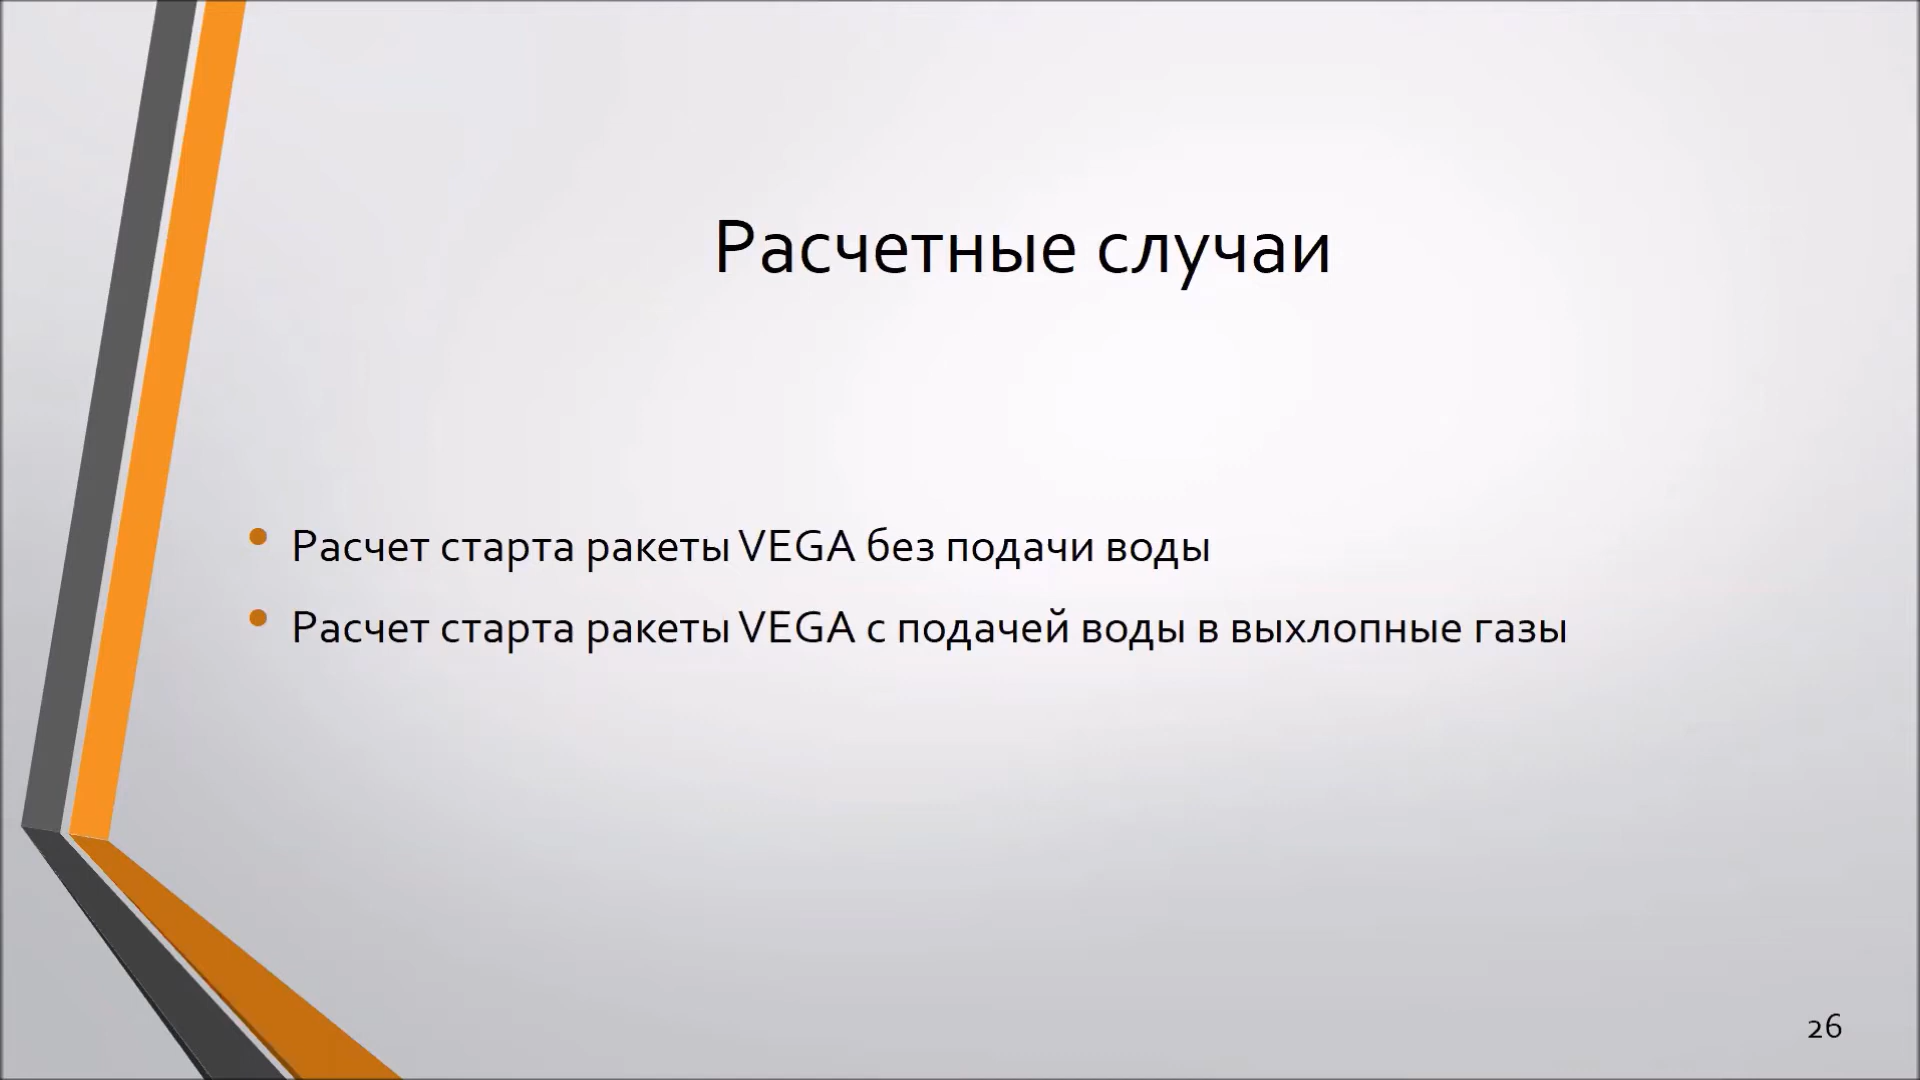 Расчетные случаи
• Расчет старта ракеты VEGA без подачи воды
• Расчет старта ракеты VEGA с подачей воды в выхлопные газы
26